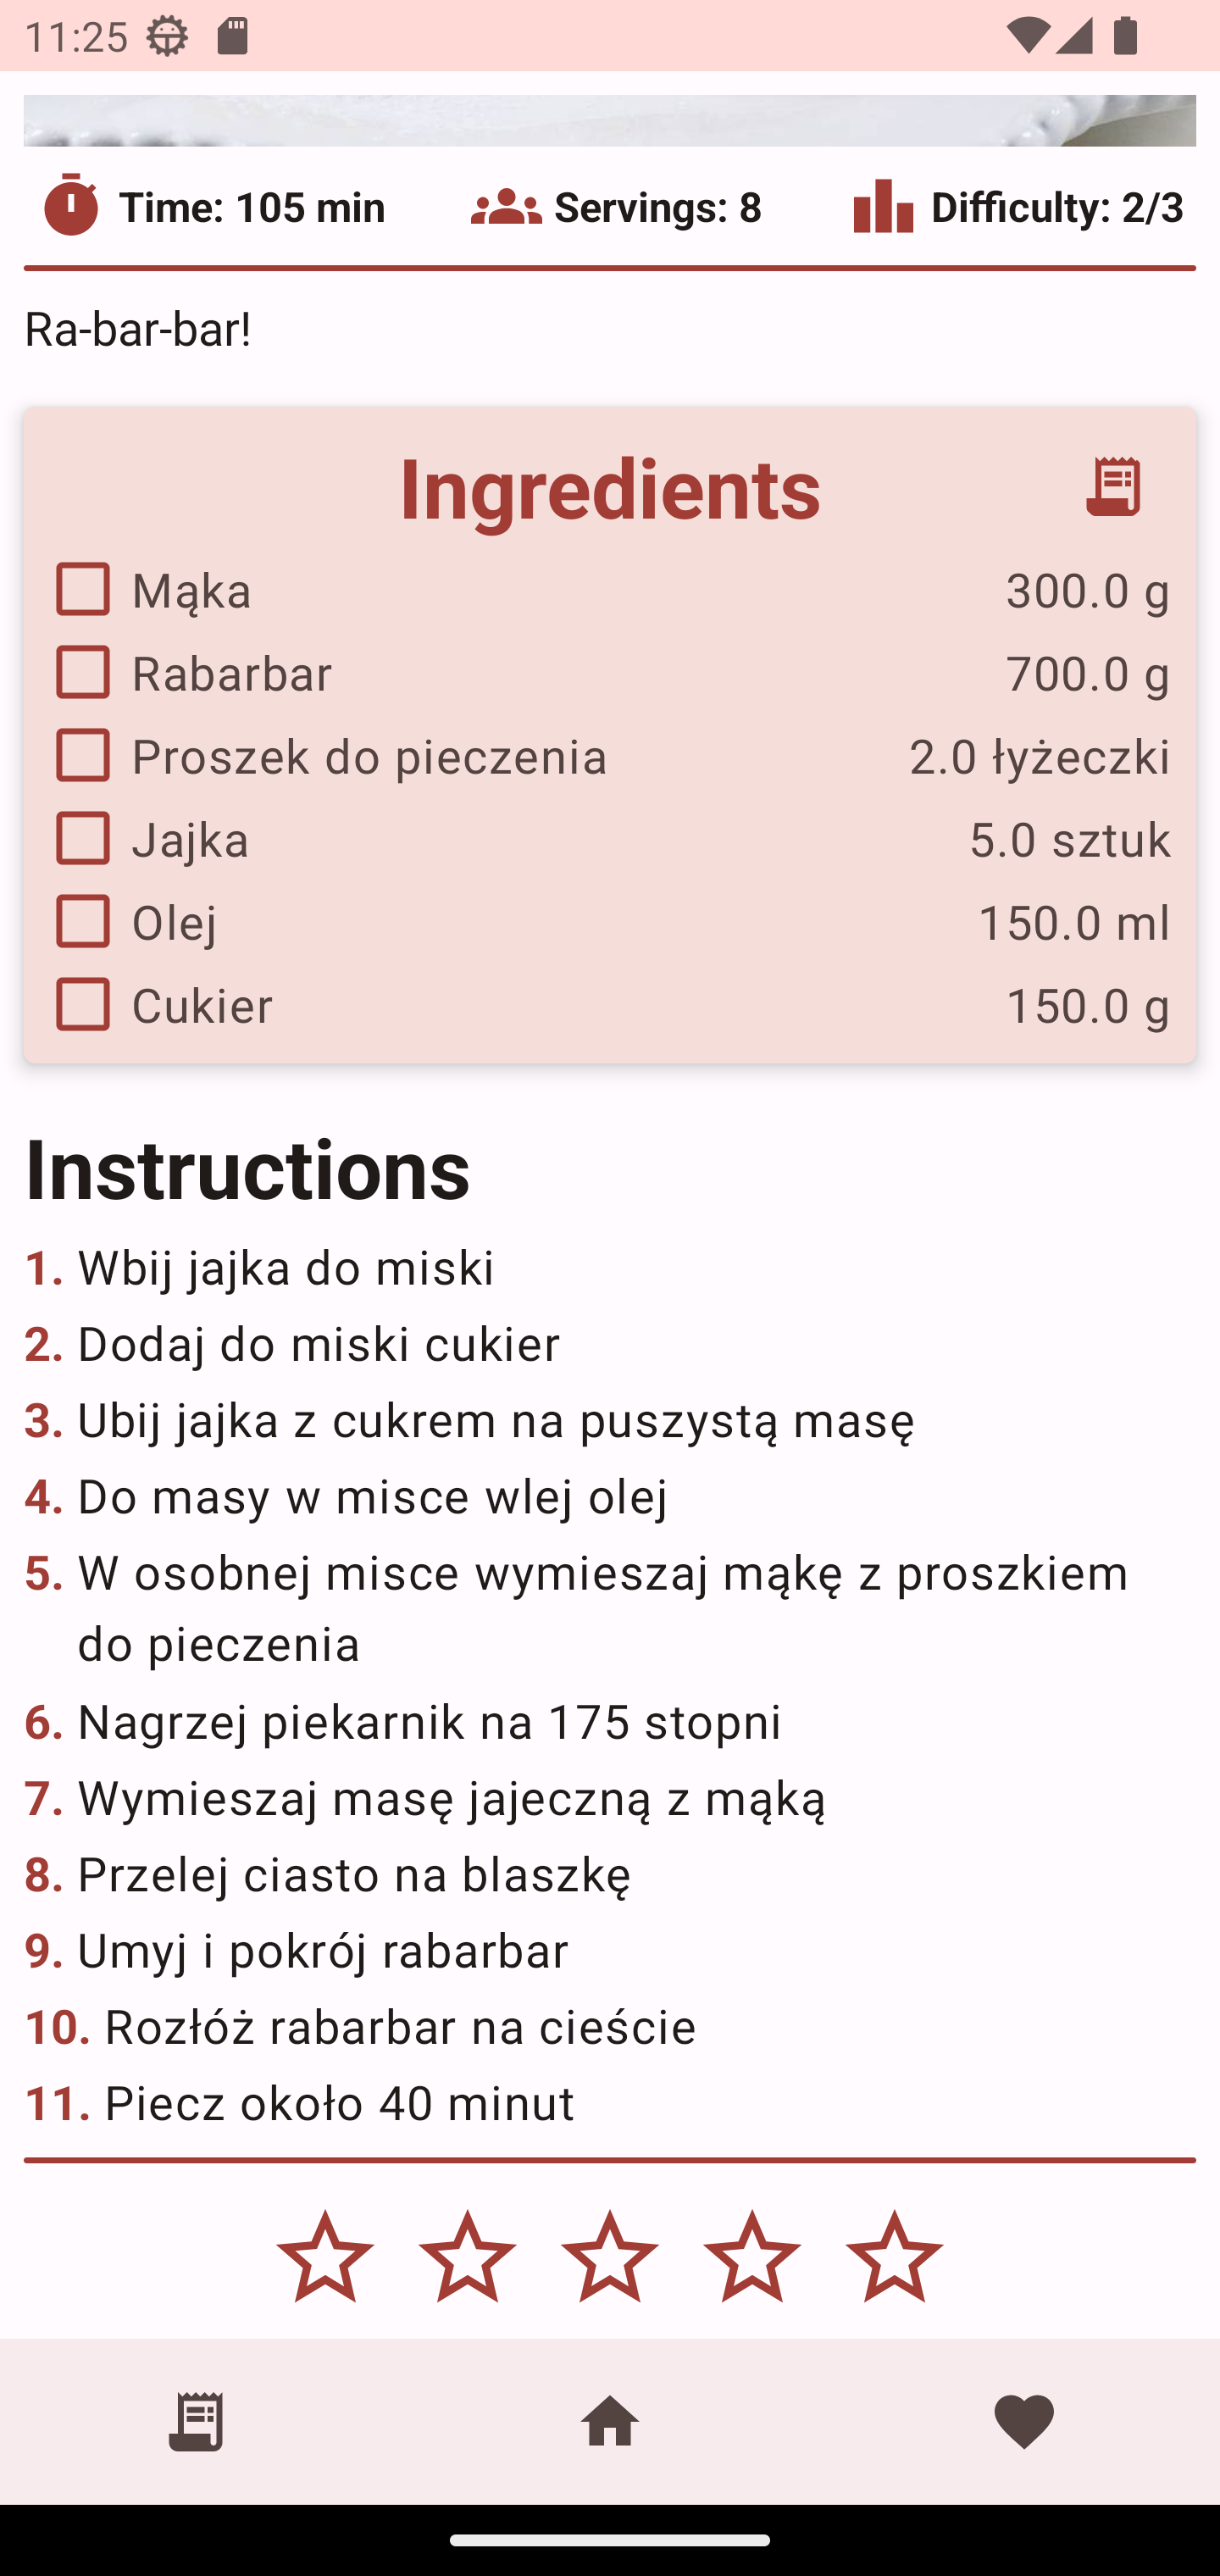 11:25
Time: 105 min Servings: 8 Difficulty: 2/3
Ra-bar-bar!
Ingredients
Mąka 300.0 g
Rabarbar 700.0 g
Proszek do pieczenia 2.0 łyżeczki
Jajka 5.0 sztuk
Olej 150.0 ml
Cukier 150.0 g
Instructions
1. Wbij jajka do miski
2. Dodaj do miski cukier
3. Ubij jajka z cukrem na puszystą masę
4. Do masy w misce wlej olej
5. W osobnej misce wymieszaj mąkę z proszkiem
do pieczenia
6. Nagrzej piekarnik na 175 stopni
7. Wymieszaj masę jajeczną z mąką
8. Przelej ciasto na blaszkę
9. Umyj i pokrój rabarbar
10. Rozłóż rabarbar na cieście
11. Piecz około 40 minut